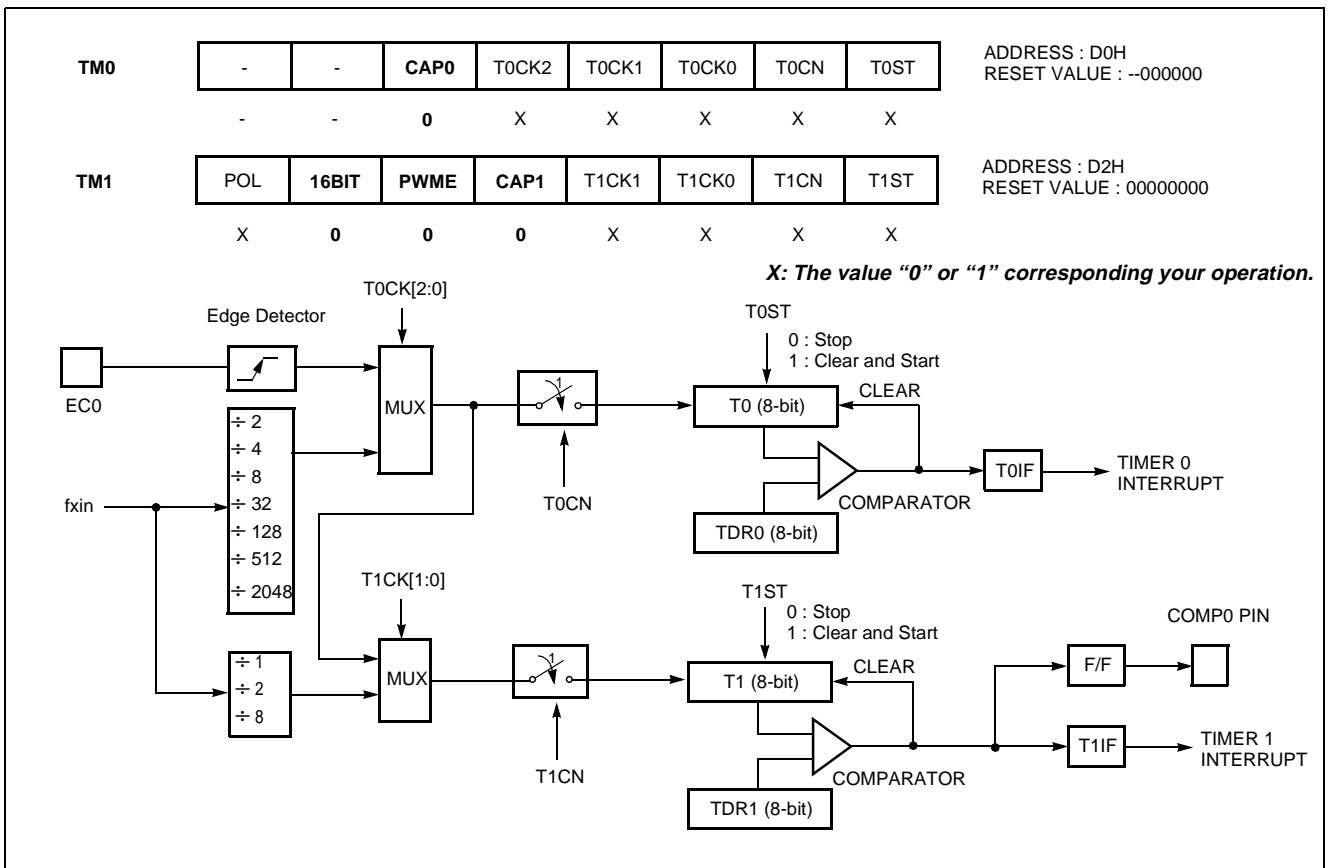 TM0 - - CAP0 T0CK2 T0CK1 T0CK0 T0CN T0ST ADDRESS : D0H
RESET VALUE : --000000
- - 0 X X X X X
TM1 POL 16BIT PWME CAP1 T1CK1 T1CK0 T1CN T1ST ADDRESS : D2H
RESET VALUE : 00000000
X 0 0 0 X X X X
X: The value “0” or “1” corresponding your operation.
T0CK[2:0]
Edge Detector
T0ST
0 : Stop
1 : Clear and Start
EC0
MUX
1
T0 (8-bit)
CLEAR
÷ 2
÷ 4
÷ 8
÷ 32
÷ 128
÷ 512
÷ 2048
fxin
T0CN
COMPARATOR
T0IF
TIMER 0
INTERRUPT
TDR0 (8-bit)
T1CK[1:0]
T1ST
0 : Stop
1 : Clear and Start
COMP0 PIN
÷ 1
÷ 2
÷ 8
MUX
1
T1 (8-bit)
CLEAR
F/F
T1CN
COMPARATOR
T1IF
TIMER 1
INTERRUPT
TDR1 (8-bit)